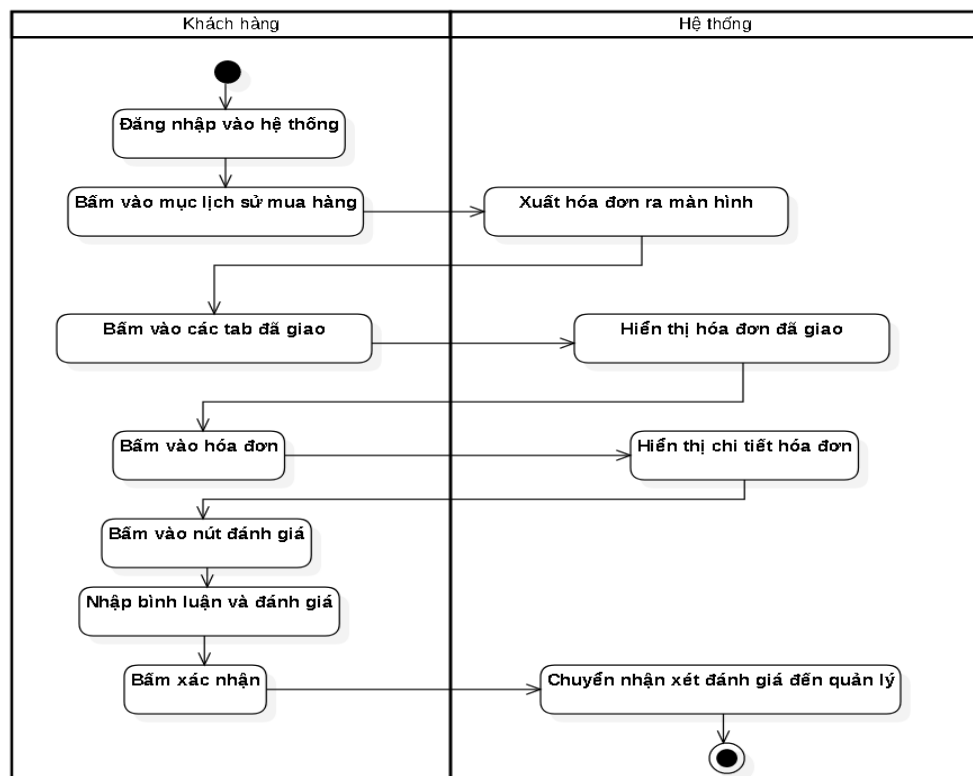 Khách hàng
Hệ thống
Đăng nhập vào hệ thống
Bấm vào mục lịch sử mua hàng
Xuất hóa đơn ra màn hình
Bấm vào các tab đã giao
Hiển thị hóa đơn đã giao
Bấm vào hóa đơn
Hiển thị chi tiết hóa đơn
Bấm vào nút đánh giá
Nhập bình luận và đánh giá
Bấm xác nhận
Chuyển nhận xét đánh giá đến quản lý